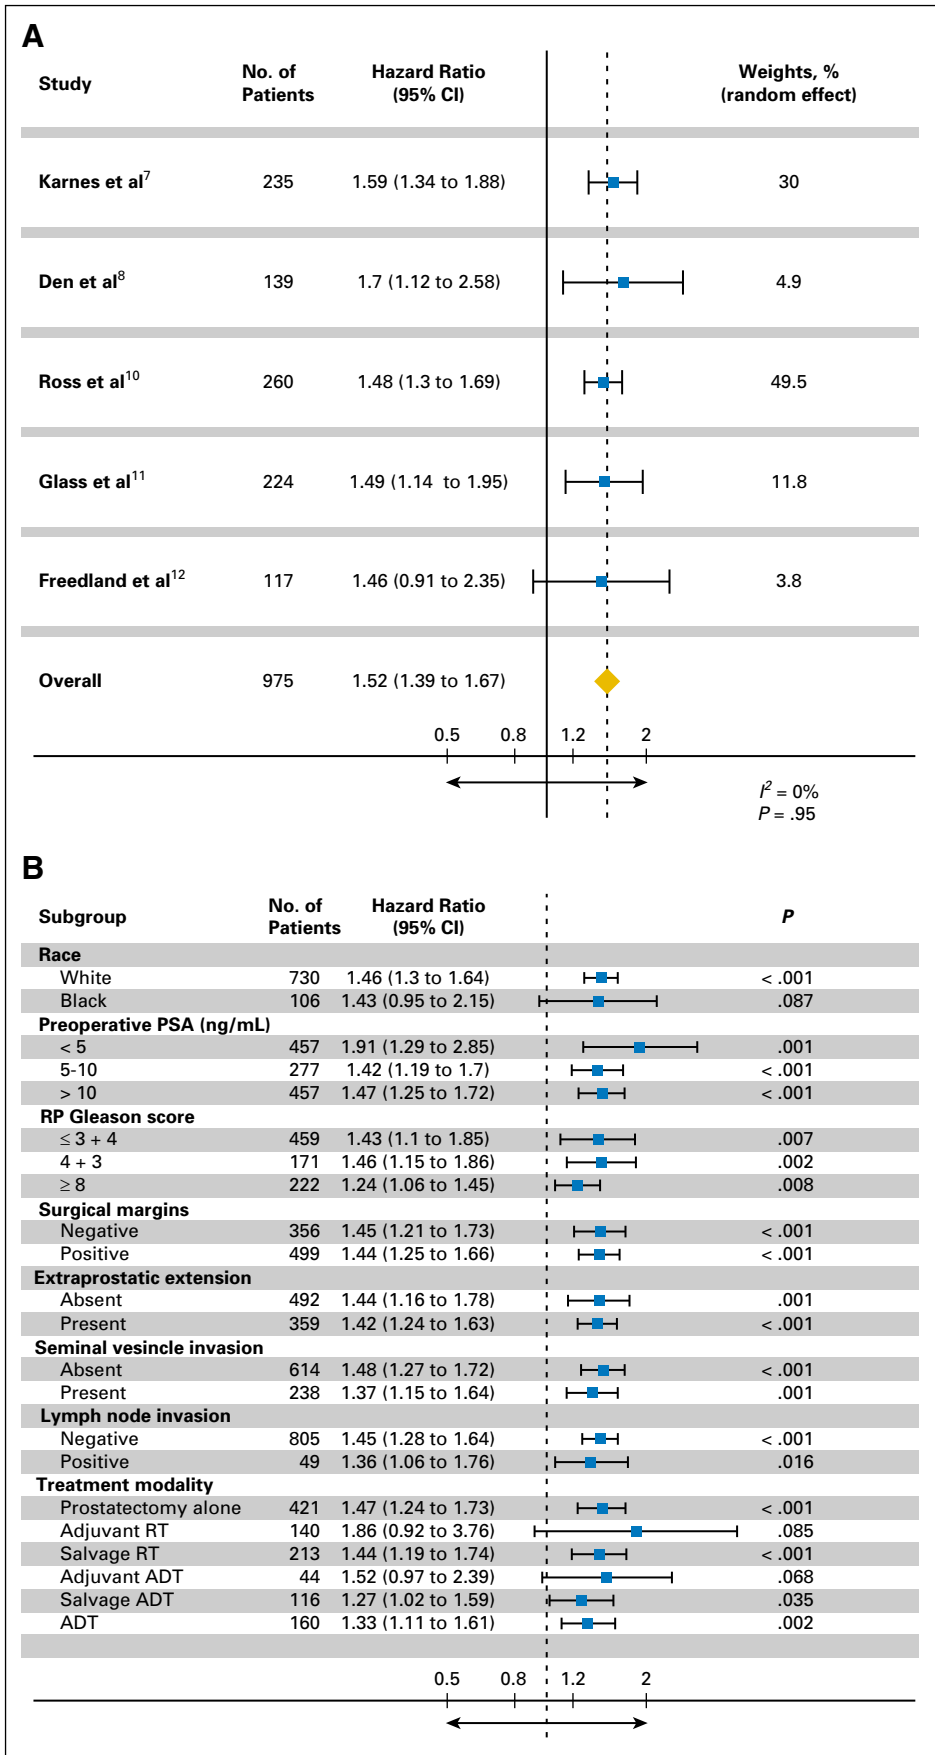 A
Study No. of Patients Hazard Ratio (95% CI) Weights, % (random effect)
Karnes et al7 235 1.59 (1.34 to 1.88) 30
Den et al8 139 1.7 (1.12 to 2.58) 4.9
Ross et al10 260 1.48 (1.3 to 1.69) 49.5
Glass et al11 224 1.49 (1.14 to 1.95) 11.8
Freedland et al12 117 1.46 (0.91 to 2.35) 3.8
Overall 975 1.52 (1.39 to 1.67)
0.5 0.8 1.2 2
I2 = 0%
P = .95
B
Subgroup No. of Patients Hazard Ratio (95% CI) P
Race
White 730 1.46 (1.3 to 1.64) < .001
Black 106 1.43 (0.95 to 2.15) .087
Preoperative PSA (ng/mL)
< 5 457 1.91 (1.29 to 2.85) .001
5-10 277 1.42 (1.19 to 1.7) < .001
> 10 457 1.47 (1.25 to 1.72) < .001
RP Gleason score
≤ 3 + 4 459 1.43 (1.1 to 1.85) .007
4 + 3 171 1.46 (1.15 to 1.86) .002
≥ 8 222 1.24 (1.06 to 1.45) .008
Surgical margins
Negative 356 1.45 (1.21 to 1.73) < .001
Positive 499 1.44 (1.25 to 1.66) < .001
Extraprostatic extension
Absent 492 1.44 (1.16 to 1.78) .001
Present 359 1.42 (1.24 to 1.63) < .001
Seminal vesincle invasion
Absent 614 1.48 (1.27 to 1.72) < .001
Present 238 1.37 (1.15 to 1.64) .001
Lymph node invasion
Negative 805 1.45 (1.28 to 1.64) < .001
Positive 49 1.36 (1.06 to 1.76) .016
Treatment modality
Prostatectomy alone 421 1.47 (1.24 to 1.73) < .001
Adjuvant RT 140 1.86 (0.92 to 3.76) .085
Salvage RT 213 1.44 (1.19 to 1.74) < .001
Adjuvant ADT 44 1.52 (0.97 to 2.39) .068
Salvage ADT 116 1.27 (1.02 to 1.59) .035
ADT 160 1.33 (1.11 to 1.61) .002
0.5 0.8 1.2 2